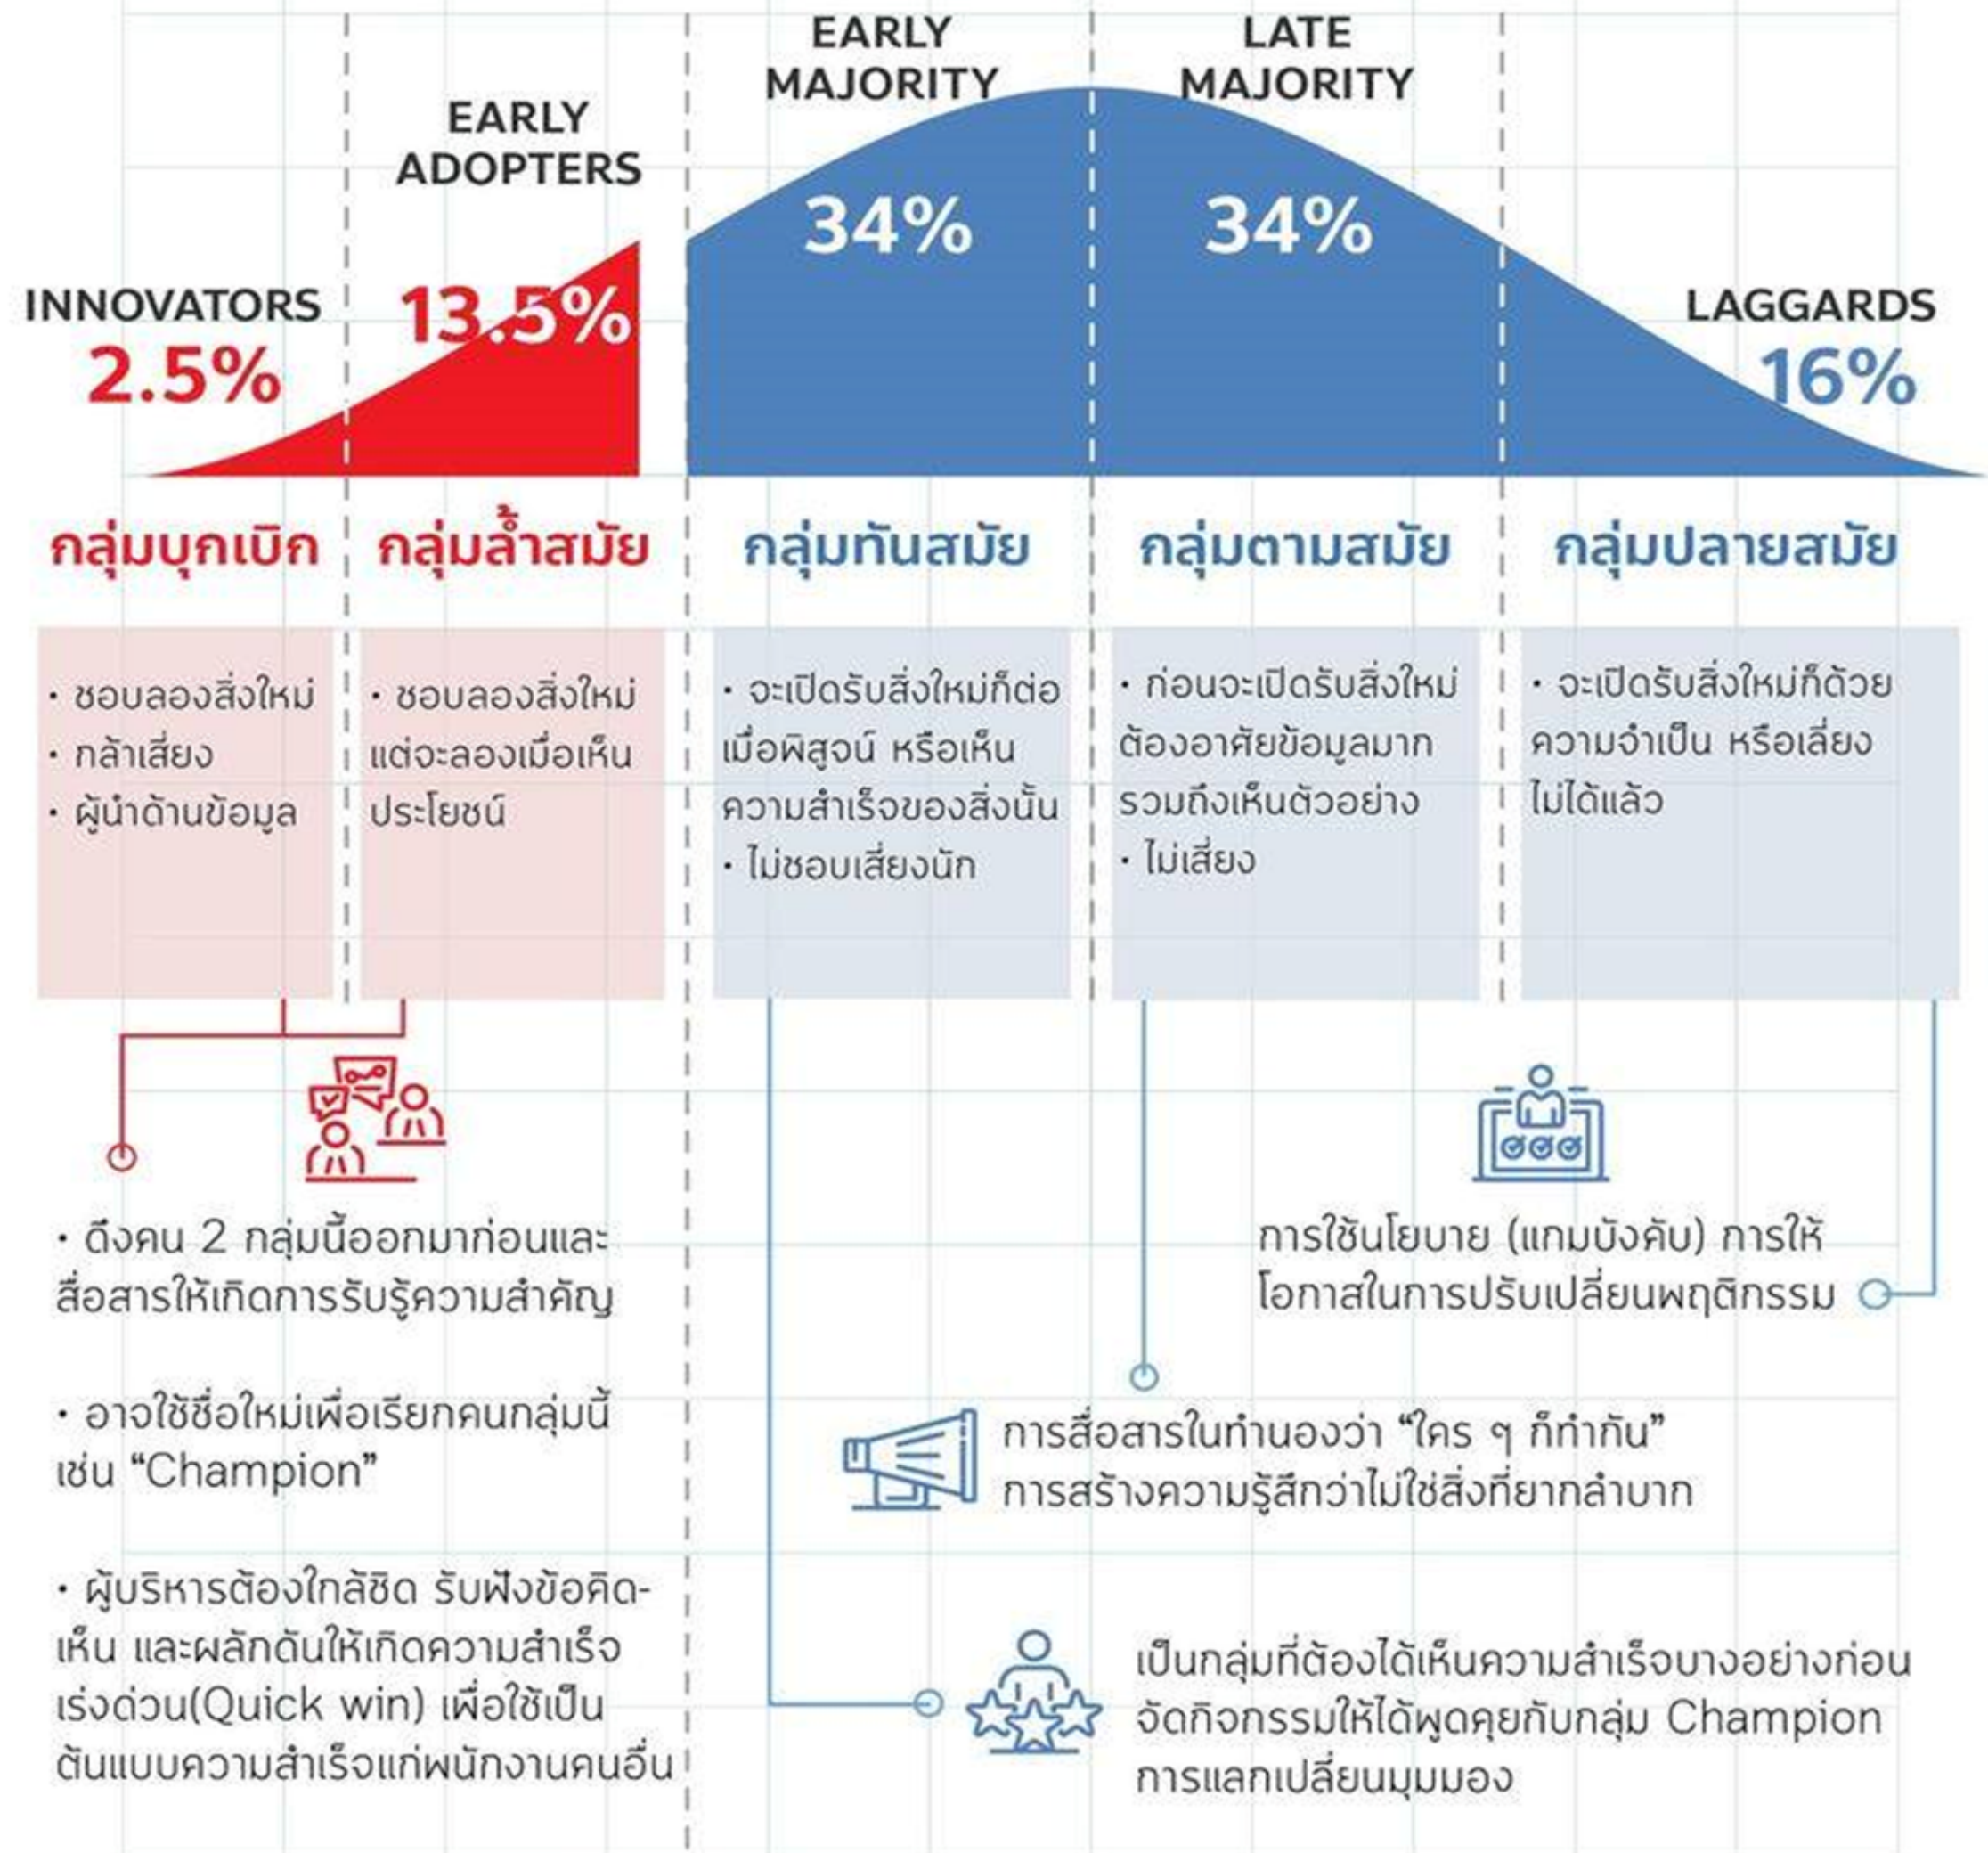 EARLY
MAJORITY
LATE
MAJORITY
EARLY
ADOPTERS
34%
34%
INNOVATORS
2.5%
13.5%
LAGGARDS
16%
กลุ่มบุกเบิก
กลุ่มล้ำสมัย
กลุ่มทันสมัย
กลุ่มตามสมัย
กลุ่มปลายสมัย
• ชอบลองสิ่งใหม่
• กล้าเสี่ยง
• ผู้นำด้านข้อมูล
• ชอบลองสิ่งใหม่
แต่จะลองเมื่อเห็น
ประโยชน์
• จะเปิดรับสิ่งใหม่ก็ต่อ
เมื่อพิสูจน์ หรือเห็น
ความสำเร็จของสิ่งนั้น
• ไม่ชอบเสี่ยงนัก
• ก่อนจะเปิดรับสิ่งใหม่
ต้องอาศัยข้อมูลมาก
รวมถึงเห็นตัวอย่าง
• ไม่เสี่ยง
• จะเปิดรับสิ่งใหม่ก็ด้วย
ความจำเป็น หรือเลี่ยง
ไม่ได้แล้ว
• ดึงคน 2 กลุ่มนี้ออกมาก่อนและ
สื่อสารให้เกิดการรับรู้ความสำคัญ
• อาจใช้ชื่อใหม่เพื่อเรียกคนกลุ่มนี้
เช่น “Champion”
• ผู้บริหารต้องใกล้ชิด รับฟังข้อคิด-
เห็น และผลักดันให้เกิดความสำเร็จ
เร่งด่วน(Quick win) เพื่อใช้เป็น
ต้นแบบความสำเร็จแก่พนักงานคนอื่น
การใช้นโยบาย (แกมบังคับ) การให้
โอกาสในการปรับเปลี่ยนพฤติกรรม
การสื่อสารในทำนองว่า “ใคร ๆ ก็ทำกัน”
การสร้างความรู้สึกว่าไม่ใช่สิ่งที่ยากลำบาก
เป็นกลุ่มที่ต้องได้เห็นความสำเร็จบางอย่างก่อน
จัดกิจกรรมให้ได้พูดคุยกับกลุ่ม Champion
การแลกเปลี่ยนมุมมอง